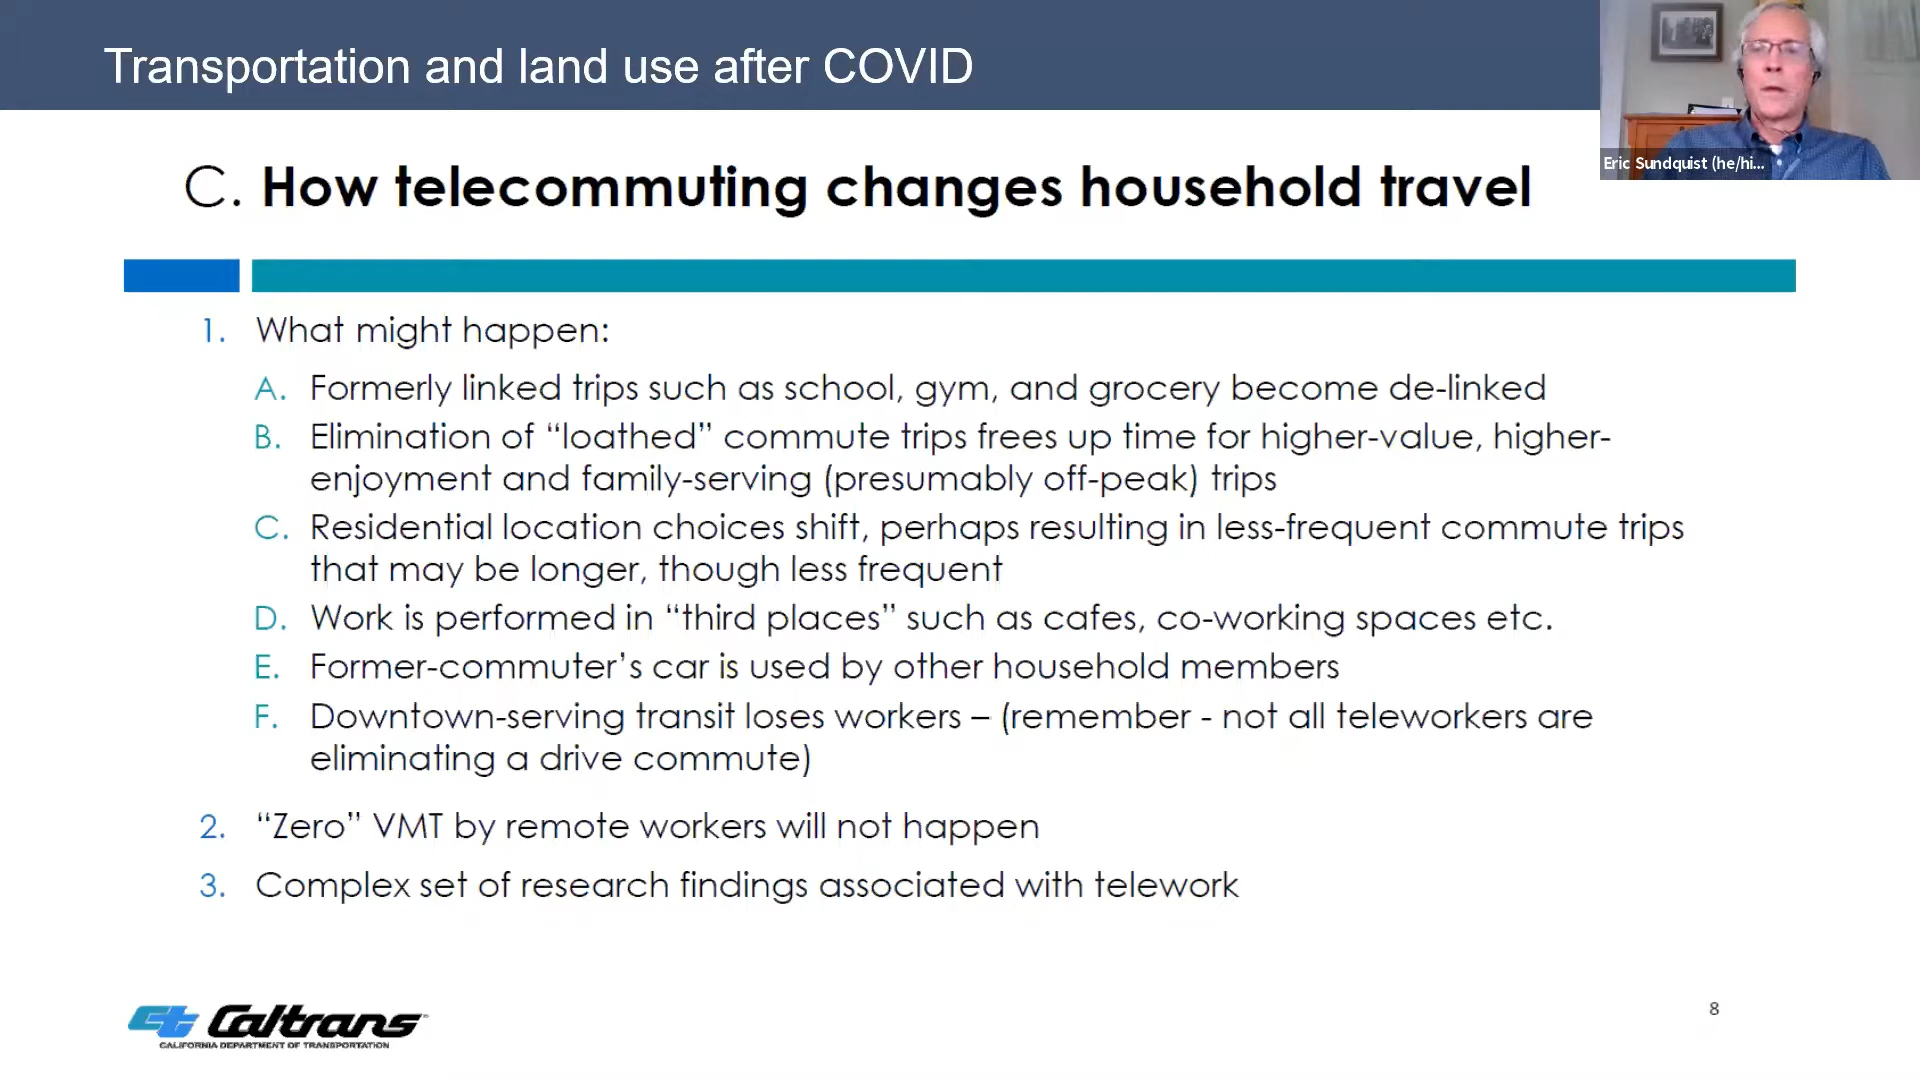 Transportation and land use after COVID
Eric Sundquist (he/hi...
C. How telecommuting changes household travel
1. What might happen:
A. Formerly linked trips such as school, gym, and grocery become de-linked
B. Elimination of “loathed” commute trips frees up time for higher-value, higher-
enjoyment and family-serving (presumably off-peak) trips
C. Residential location choices shift, perhaps resulting in less-frequent commute trips
that may be longer, though less frequent
D. Work is performed in “third places” such as cafes, co-working spaces etc.
E. Former-commuter’s car is used by other household members
F. Downtown-serving transit loses workers – (remember - not all teleworkers are
eliminating a drive commute)
2. “Zero” VMT by remote workers will not happen
3. Complex set of research findings associated with telework
ct Caltrans
CALIFORNIA DEPARTMENT OF TRANSPORTATION
8